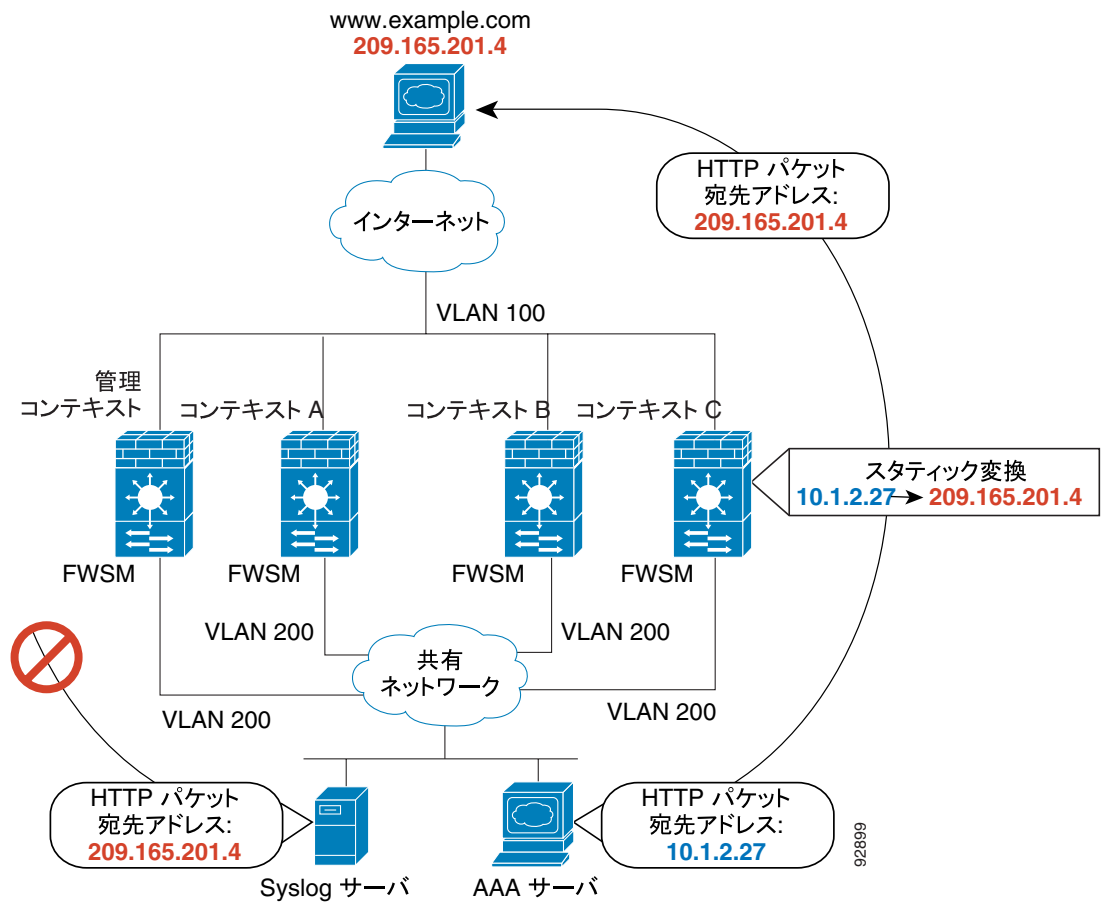 www.example.com
209.165.201.4
HTTP パケット
宛先アドレス:
209.165.201.4
インターネット
VLAN 100
管理
コンテキスト
コンテキスト A
コンテキスト B
コンテキスト C
スタティック変換
10.1.2.27 209.165.201.4
FWSM
FWSM
FWSM
FWSM
VLAN 200
VLAN 200
共有
ネットワーク
VLAN 200
VLAN 200
HTTP パケット
宛先アドレス:
209.165.201.4
HTTP パケット
宛先アドレス:
10.1.2.27
92899
Syslog サーバ
AAA サーバ